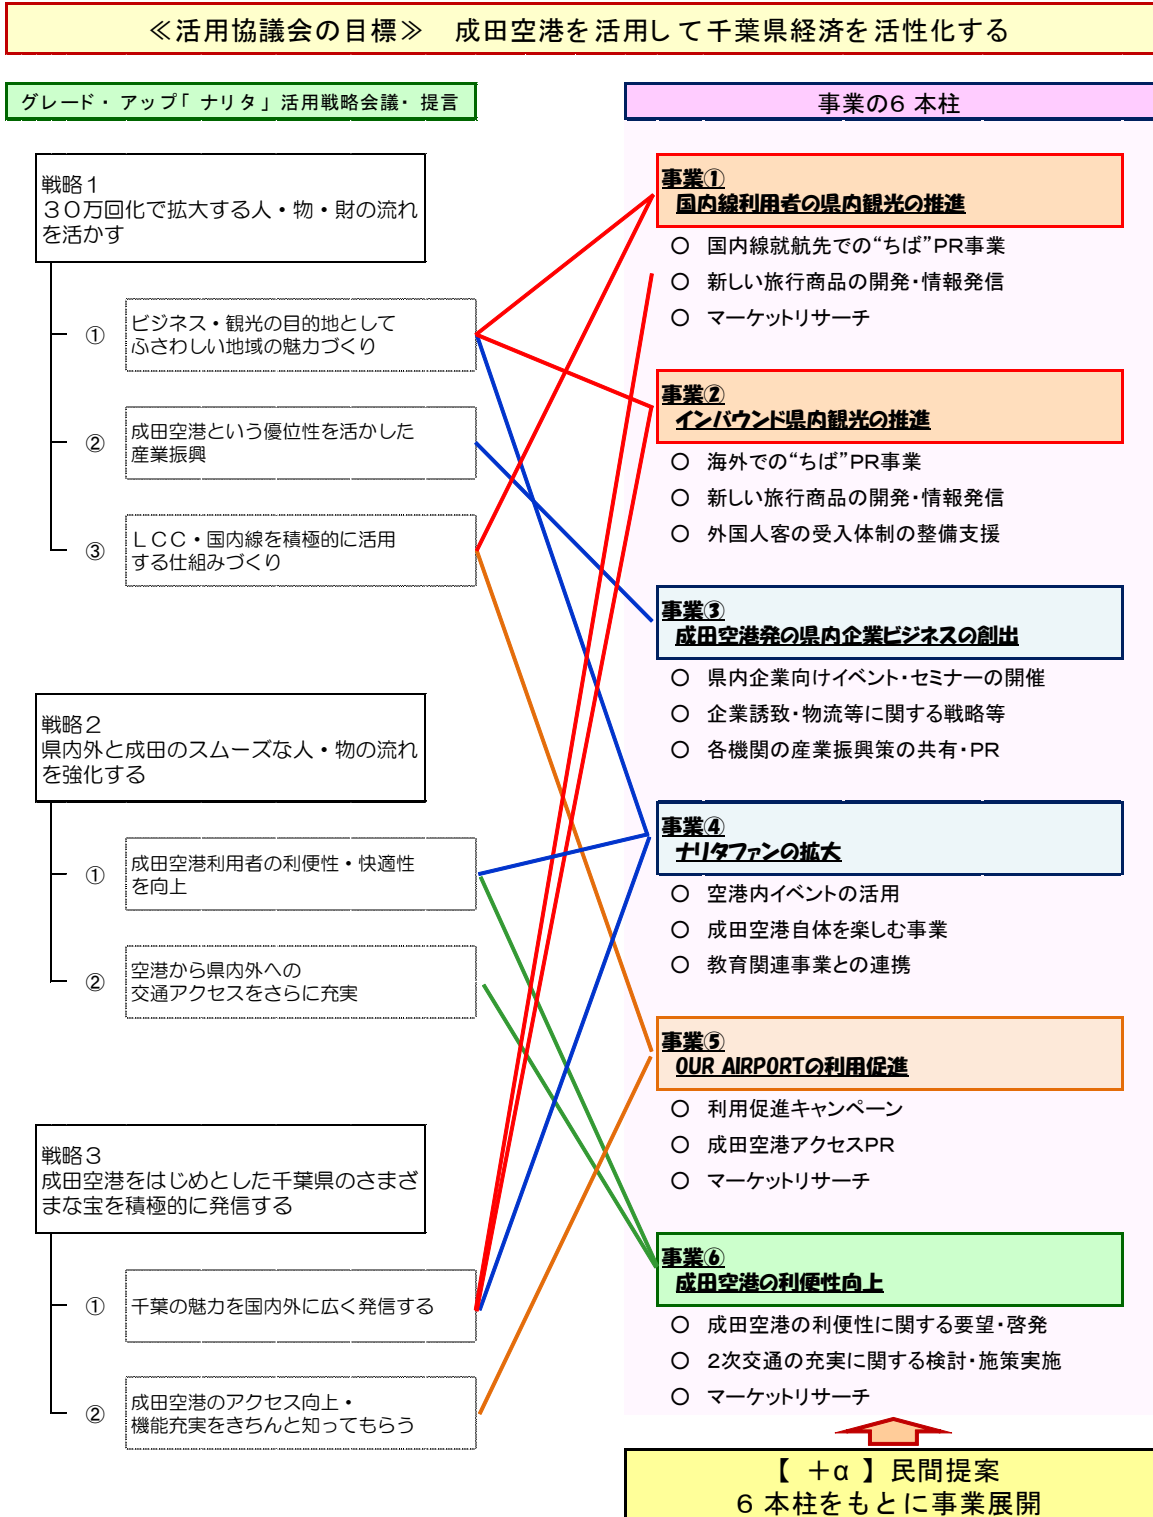 ≪活用協議会の目標≫　成田空港を活用して千葉県経済を活性化する
グレード・アップ「ナリタ」活用戦略会議・提言
戦略１
３０万回化で拡大する人・物・財の流れ
を活かす
①
ビジネス・観光の目的地として
ふさわしい地域の魅力づくり
②
成田空港という優位性を活かした
産業振興
③
ＬＣＣ・国内線を積極的に活用
する仕組みづくり
戦略２
県内外と成田のスムーズな人・物の流れ
を強化する
①
成田空港利用者の利便性・快適性
を向上
②
空港から県内外への
交通アクセスをさらに充実
戦略３
成田空港をはじめとした千葉県のさまざ
まな宝を積極的に発信する
①
千葉の魅力を国内外に広く発信する
②
成田空港のアクセス向上・
機能充実をきちんと知ってもらう
事業の6 本柱
事業①
国内線利用者の県内観光の推進
○　国内線就航先での“ちば”PR事業
○　新しい旅行商品の開発・情報発信
○　マーケットリサーチ
事業②
インバウンド県内観光の推進
○　海外での“ちば”PR事業
○　新しい旅行商品の開発・情報発信
○　外国人客の受入体制の整備支援
事業③
成田空港発の県内企業ビジネスの創出
○　県内企業向けイベント・セミナーの開催
○　企業誘致・物流等に関する戦略等
○　各機関の産業振興策の共有・PR
事業④
ナリタファンの拡大
○　空港内イベントの活用
○　成田空港自体を楽しむ事業
○　教育関連事業との連携
事業⑤
OUR AIRPORTの利用促進
○　利用促進キャンペーン
○　成田空港アクセスPR
○　マーケットリサーチ
事業⑥
成田空港の利便性向上
○　成田空港の利便性に関する要望・啓発
○　2次交通の充実に関する検討・施策実施
○　マーケットリサーチ
【 ＋α 】民間提案
6 本柱をもとに事業展開